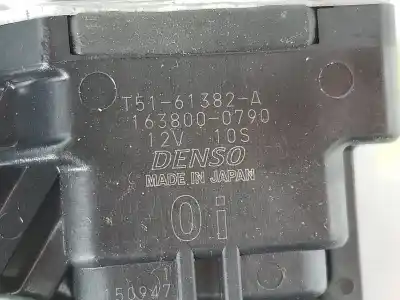 T51-61382-A
163800-0790
12V 10S
DENSO
MADE IN JAPAN
0i
50947